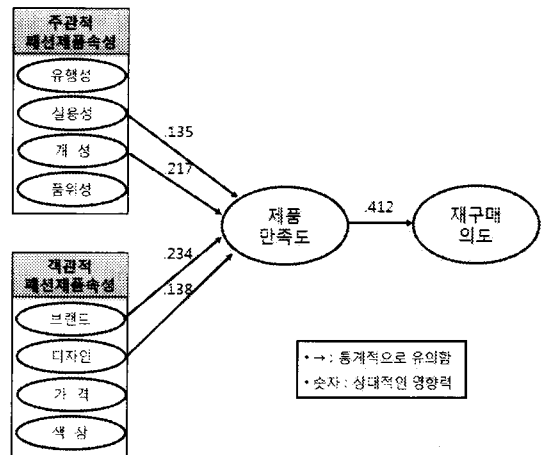 주관적
패션제품속성
유행성
실용성
개 성
품위성
.135
.217
제품
만족도
.412
재구매
의도
객관적
패션제품속성
.234
.138
브랜드
디자인
가 격
색 상
• → : 통계적으로 유의함
• 숫자 : 상대적인 영향력